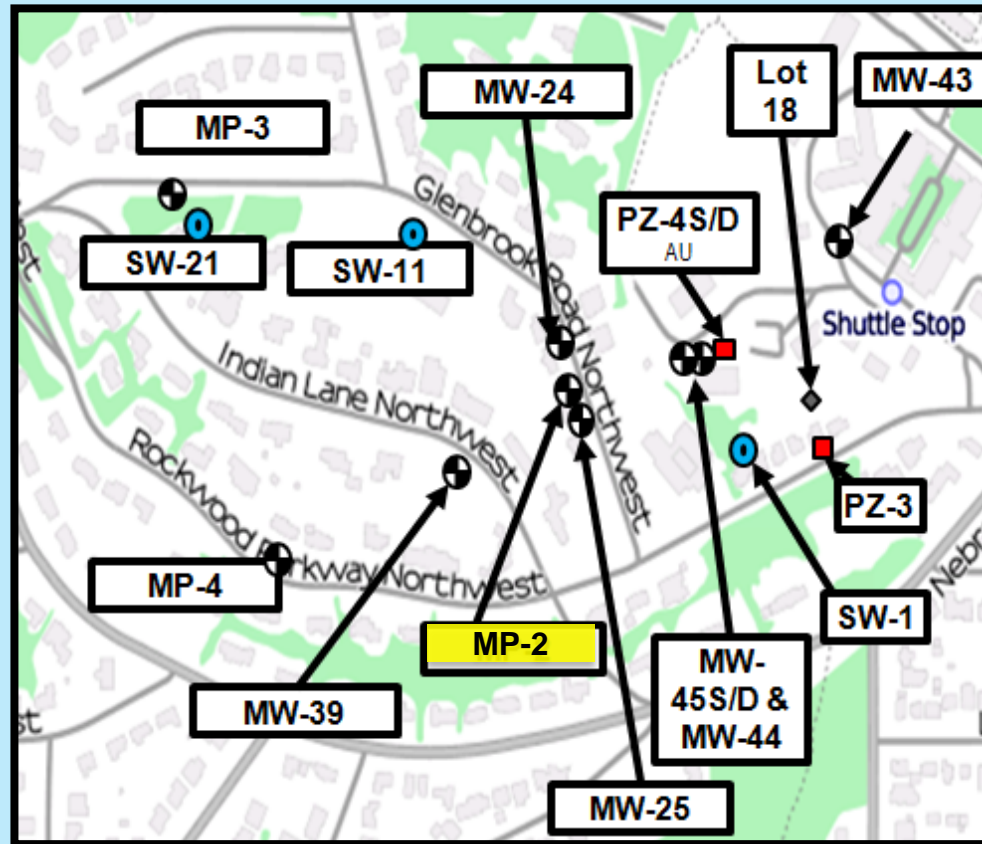 MW-24
Lot
18
MW-43
MP-3
Glenbrook Road Northwest
PZ-4S/D
AU
SW-21
SW-11
Shuttle Stop
Indian Lane Northwest
Rockwood Parkway Northwest
PZ-3
MP-4
SW-1
MP-2
MW-
45S/D &
MW-44
MW-39
MW-25